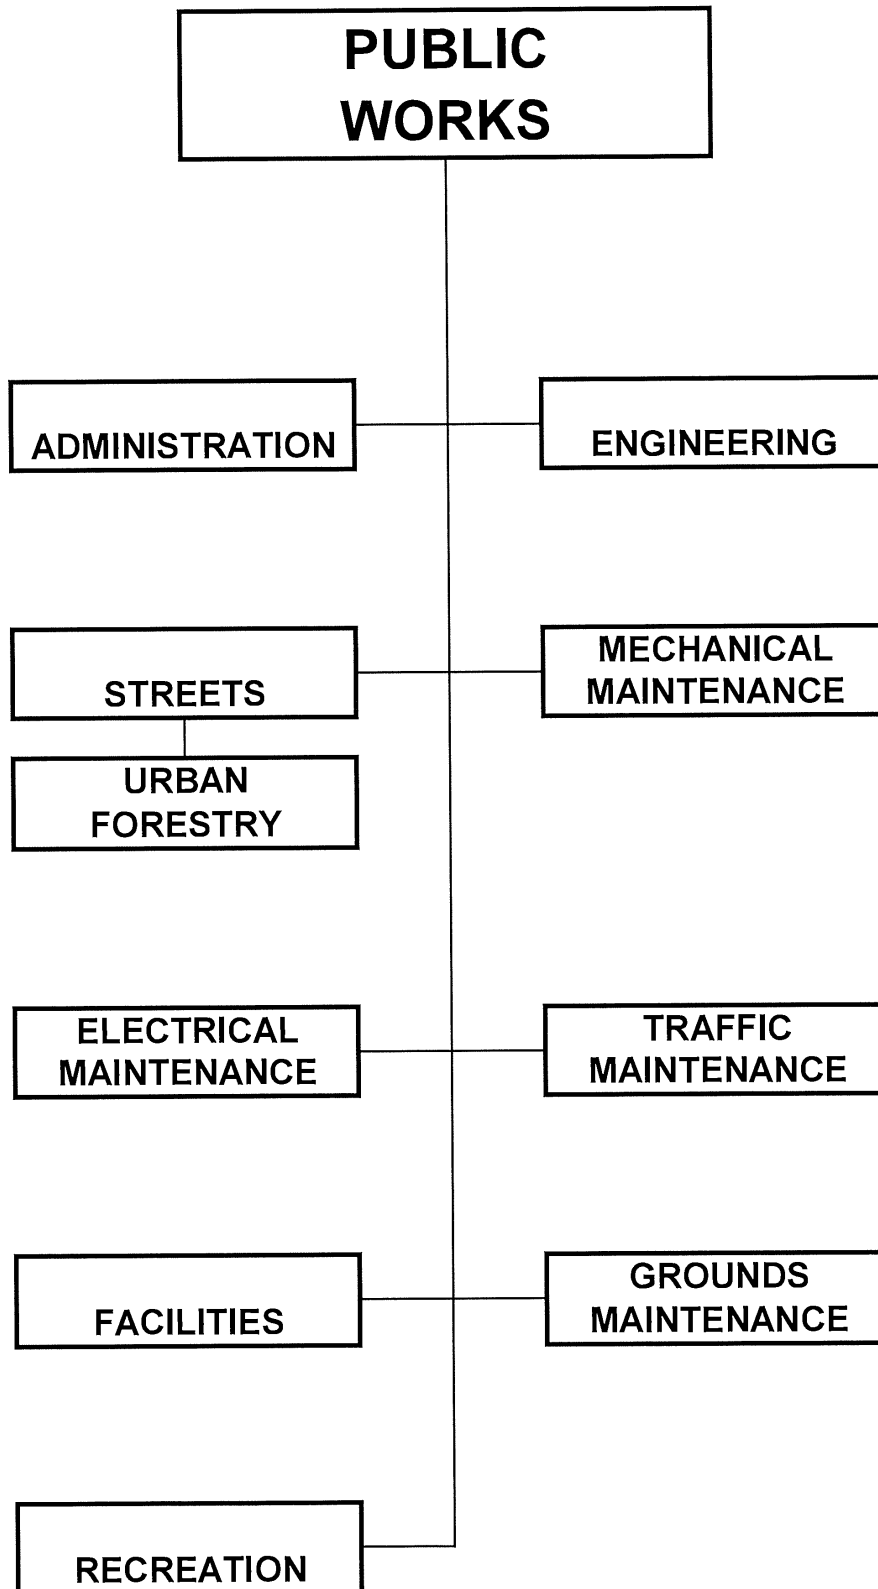 PUBLIC
WORKS
ADMINISTRATION
ENGINEERING
STREETS
MECHANICAL
MAINTENANCE
URBAN
FORESTRY
ELECTRICAL
MAINTENANCE
TRAFFIC
MAINTENANCE
FACILITIES
GROUNDS
MAINTENANCE
RECREATION